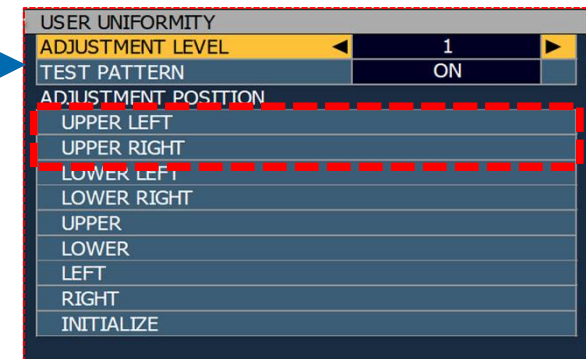 USER UNIFORMITY
ADJUSTMENT LEVEL 1
TEST PATTERN ON
ADJUSTMENT POSITION
UPPER LEFT
UPPER RIGHT
LOWER LEFT
LOWER RIGHT
UPPER
LOWER
LEFT
RIGHT
INITIALIZE